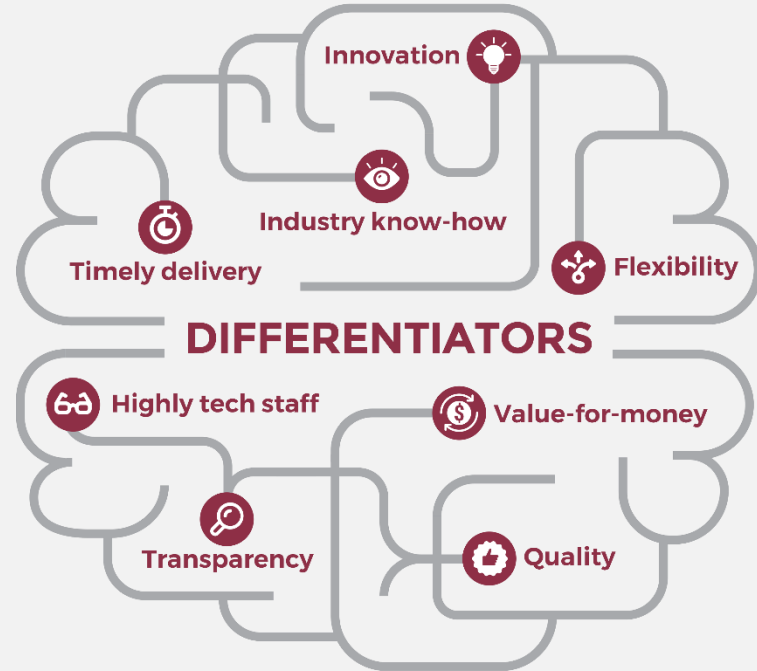 Innovation
Industry know-how
Timely delivery
Flexibility
DIFFERENTIATORS
Highly tech staff
Value-for-money
Transparency
Quality